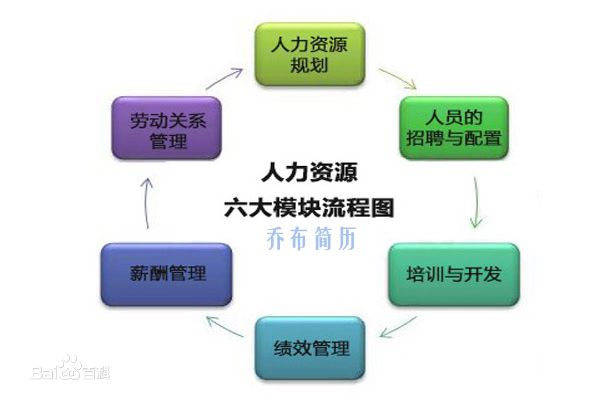 人力资源
规划
人员的
招聘与配置
培训与开发
绩效管理
薪酬管理
劳动关系
管理
人力资源
六大模块流程图
乔布简历
Baidu百科